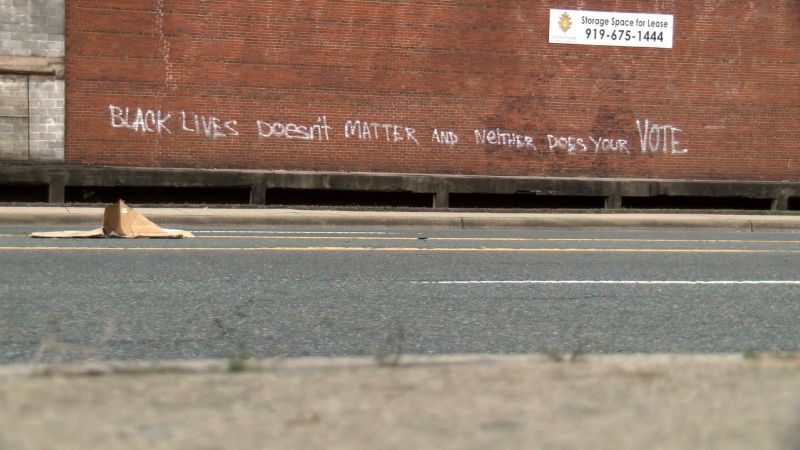 Storage Space for Lease
919-675-1444
BLACK LIVES Doesn't MATTER AND NEITHER DOES YOUR VOTE